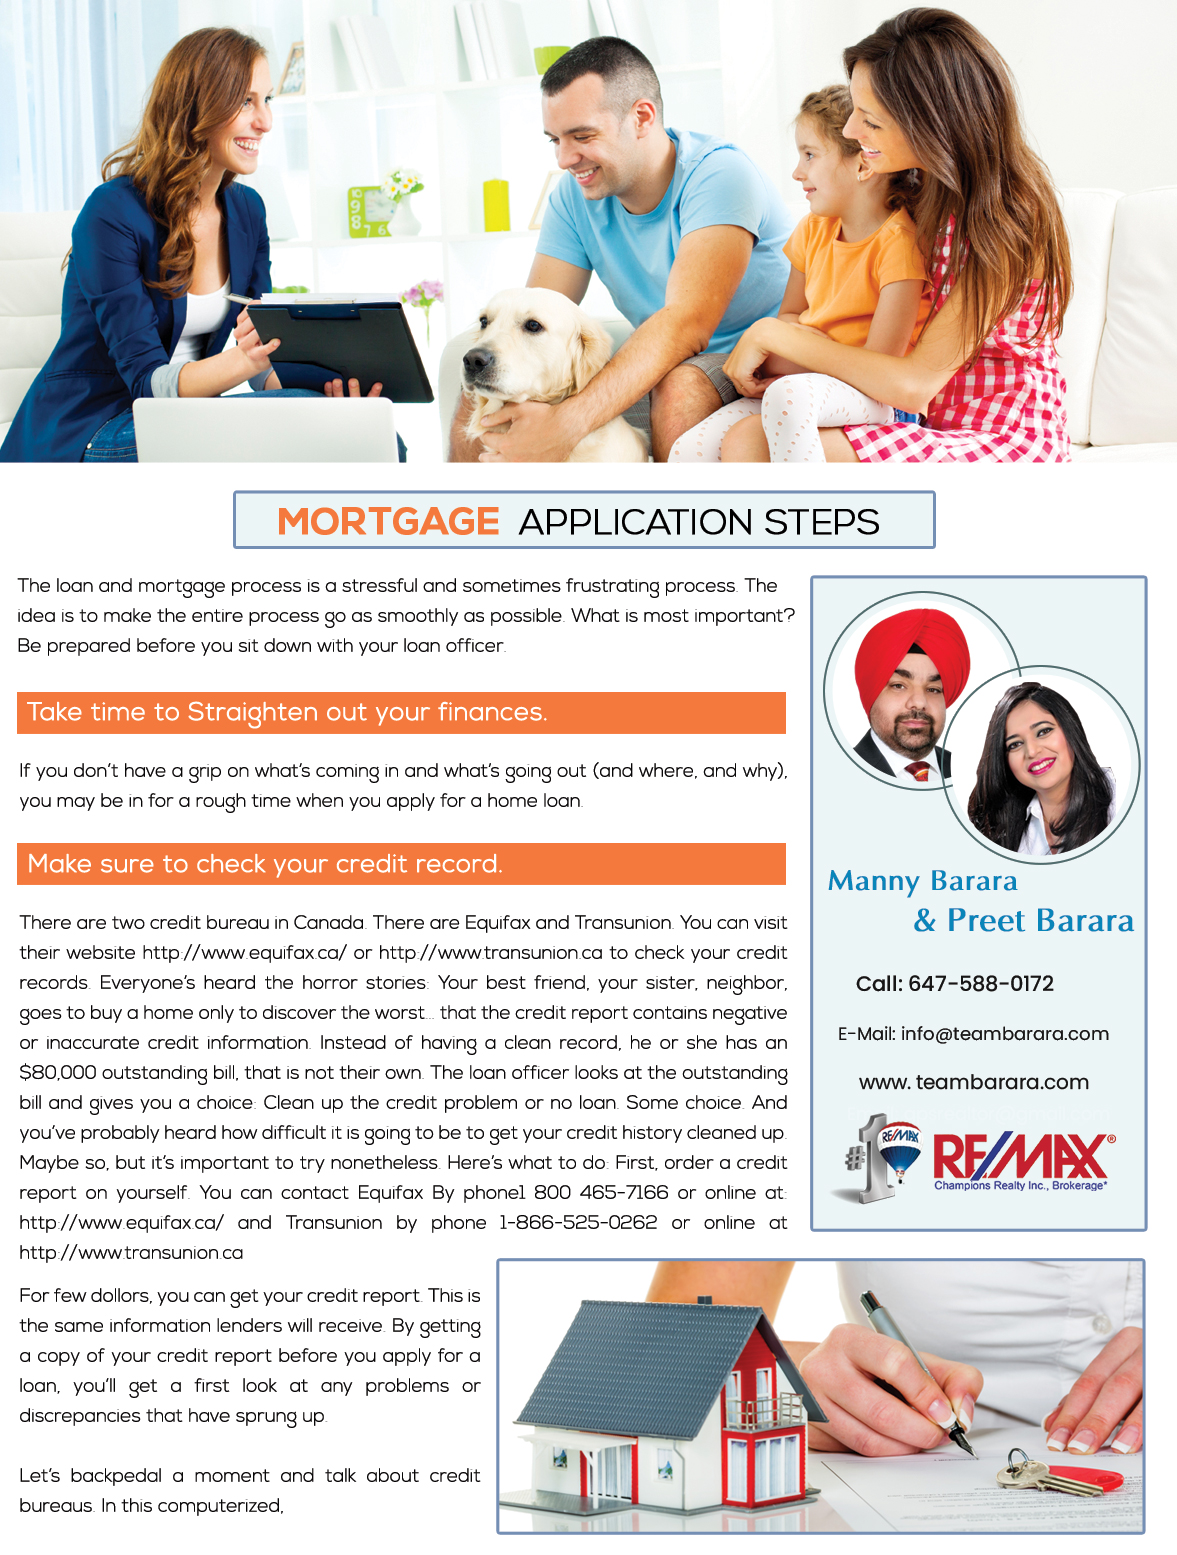 MORTGAGE APPLICATION STEPS
The loan and mortgage process is a stressful and sometimes frustrating process. The
idea is to make the entire process go as smoothly as possible. What is most important?
Be prepared before you sit down with your loan officer.
Take time to Straighten out your finances.
If you don't have a grip on what's coming in and what's going out (and where, and why),
you may be in for a rough time when you apply for a home loan.
Make sure to check your credit record.
There are two credit bureau in Canada. There are Equifax and Transunion. You can visit
their website http://www.equifax.ca/ or http://www.transunion.ca to check your credit
records. Everyone's heard the horror stories: Your best friend, your sister, neighbor,
goes to buy a home only to discover the worst... that the credit report contains negative
or inaccurate credit information. Instead of having a clean record, he or she has an
$80,000 outstanding bill, that is not their own. The loan officer looks at the outstanding
bill and gives you a choice: Clean up the credit problem or no loan. Some choice. And
you've probably heard how difficult it is going to be to get your credit history cleaned up.
Maybe so, but it's important to try nonetheless. Here's what to do: First, order a credit
report on yourself. You can contact Equifax By phone1 800 465-7166 or online at:
http://www.equifax.ca/ and Transunion by phone 1-866-525-0262 or online at
http://www.transunion.ca
For few dollors, you can get your credit report. This is
the same information lenders will receive. By getting
a copy of your credit report before you apply for a
loan, you'll get a first look at any problems or
discrepancies that have sprung up.
Let's backpedal a moment and talk about credit
bureaus. In this computerized,
Manny Barara
& Preet Barara
Call: 647-588-0172
E-Mail: info@teambarara.com
www. teambarara.com
#1
RE/MAX
RE/MAX®
Champions Realty Inc., Brokerage*
10
9
8 7 6